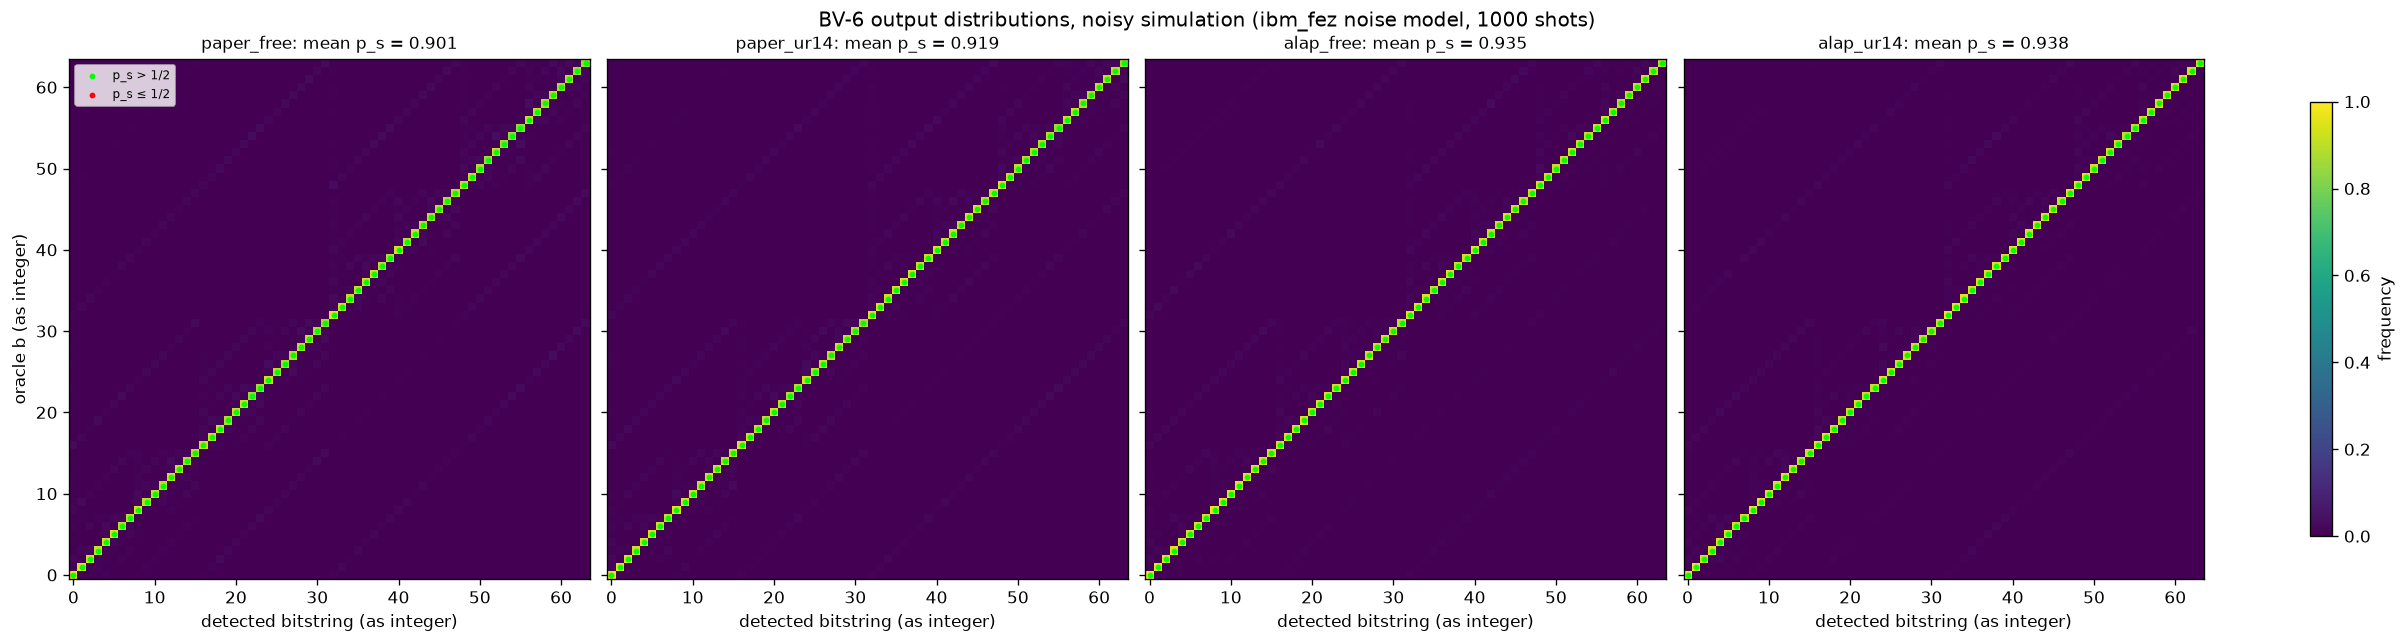 BV-6 output distributions, noisy simulation (ibm_fez noise model, 1000 shots)
paper_free: mean p_s = 0.901
p_s > 1/2
p_s ≤ 1/2
oracle b (as integer)
60
50
40
30
20
10
0
0 10 20 30 40 50 60
detected bitstring (as integer)
paper_ur14: mean p_s = 0.919
0 10 20 30 40 50 60
detected bitstring (as integer)
alap_free: mean p_s = 0.935
0 10 20 30 40 50 60
detected bitstring (as integer)
alap_ur14: mean p_s = 0.938
0 10 20 30 40 50 60
detected bitstring (as integer)
1.0
0.8
0.6
0.4
0.2
0.0
frequency